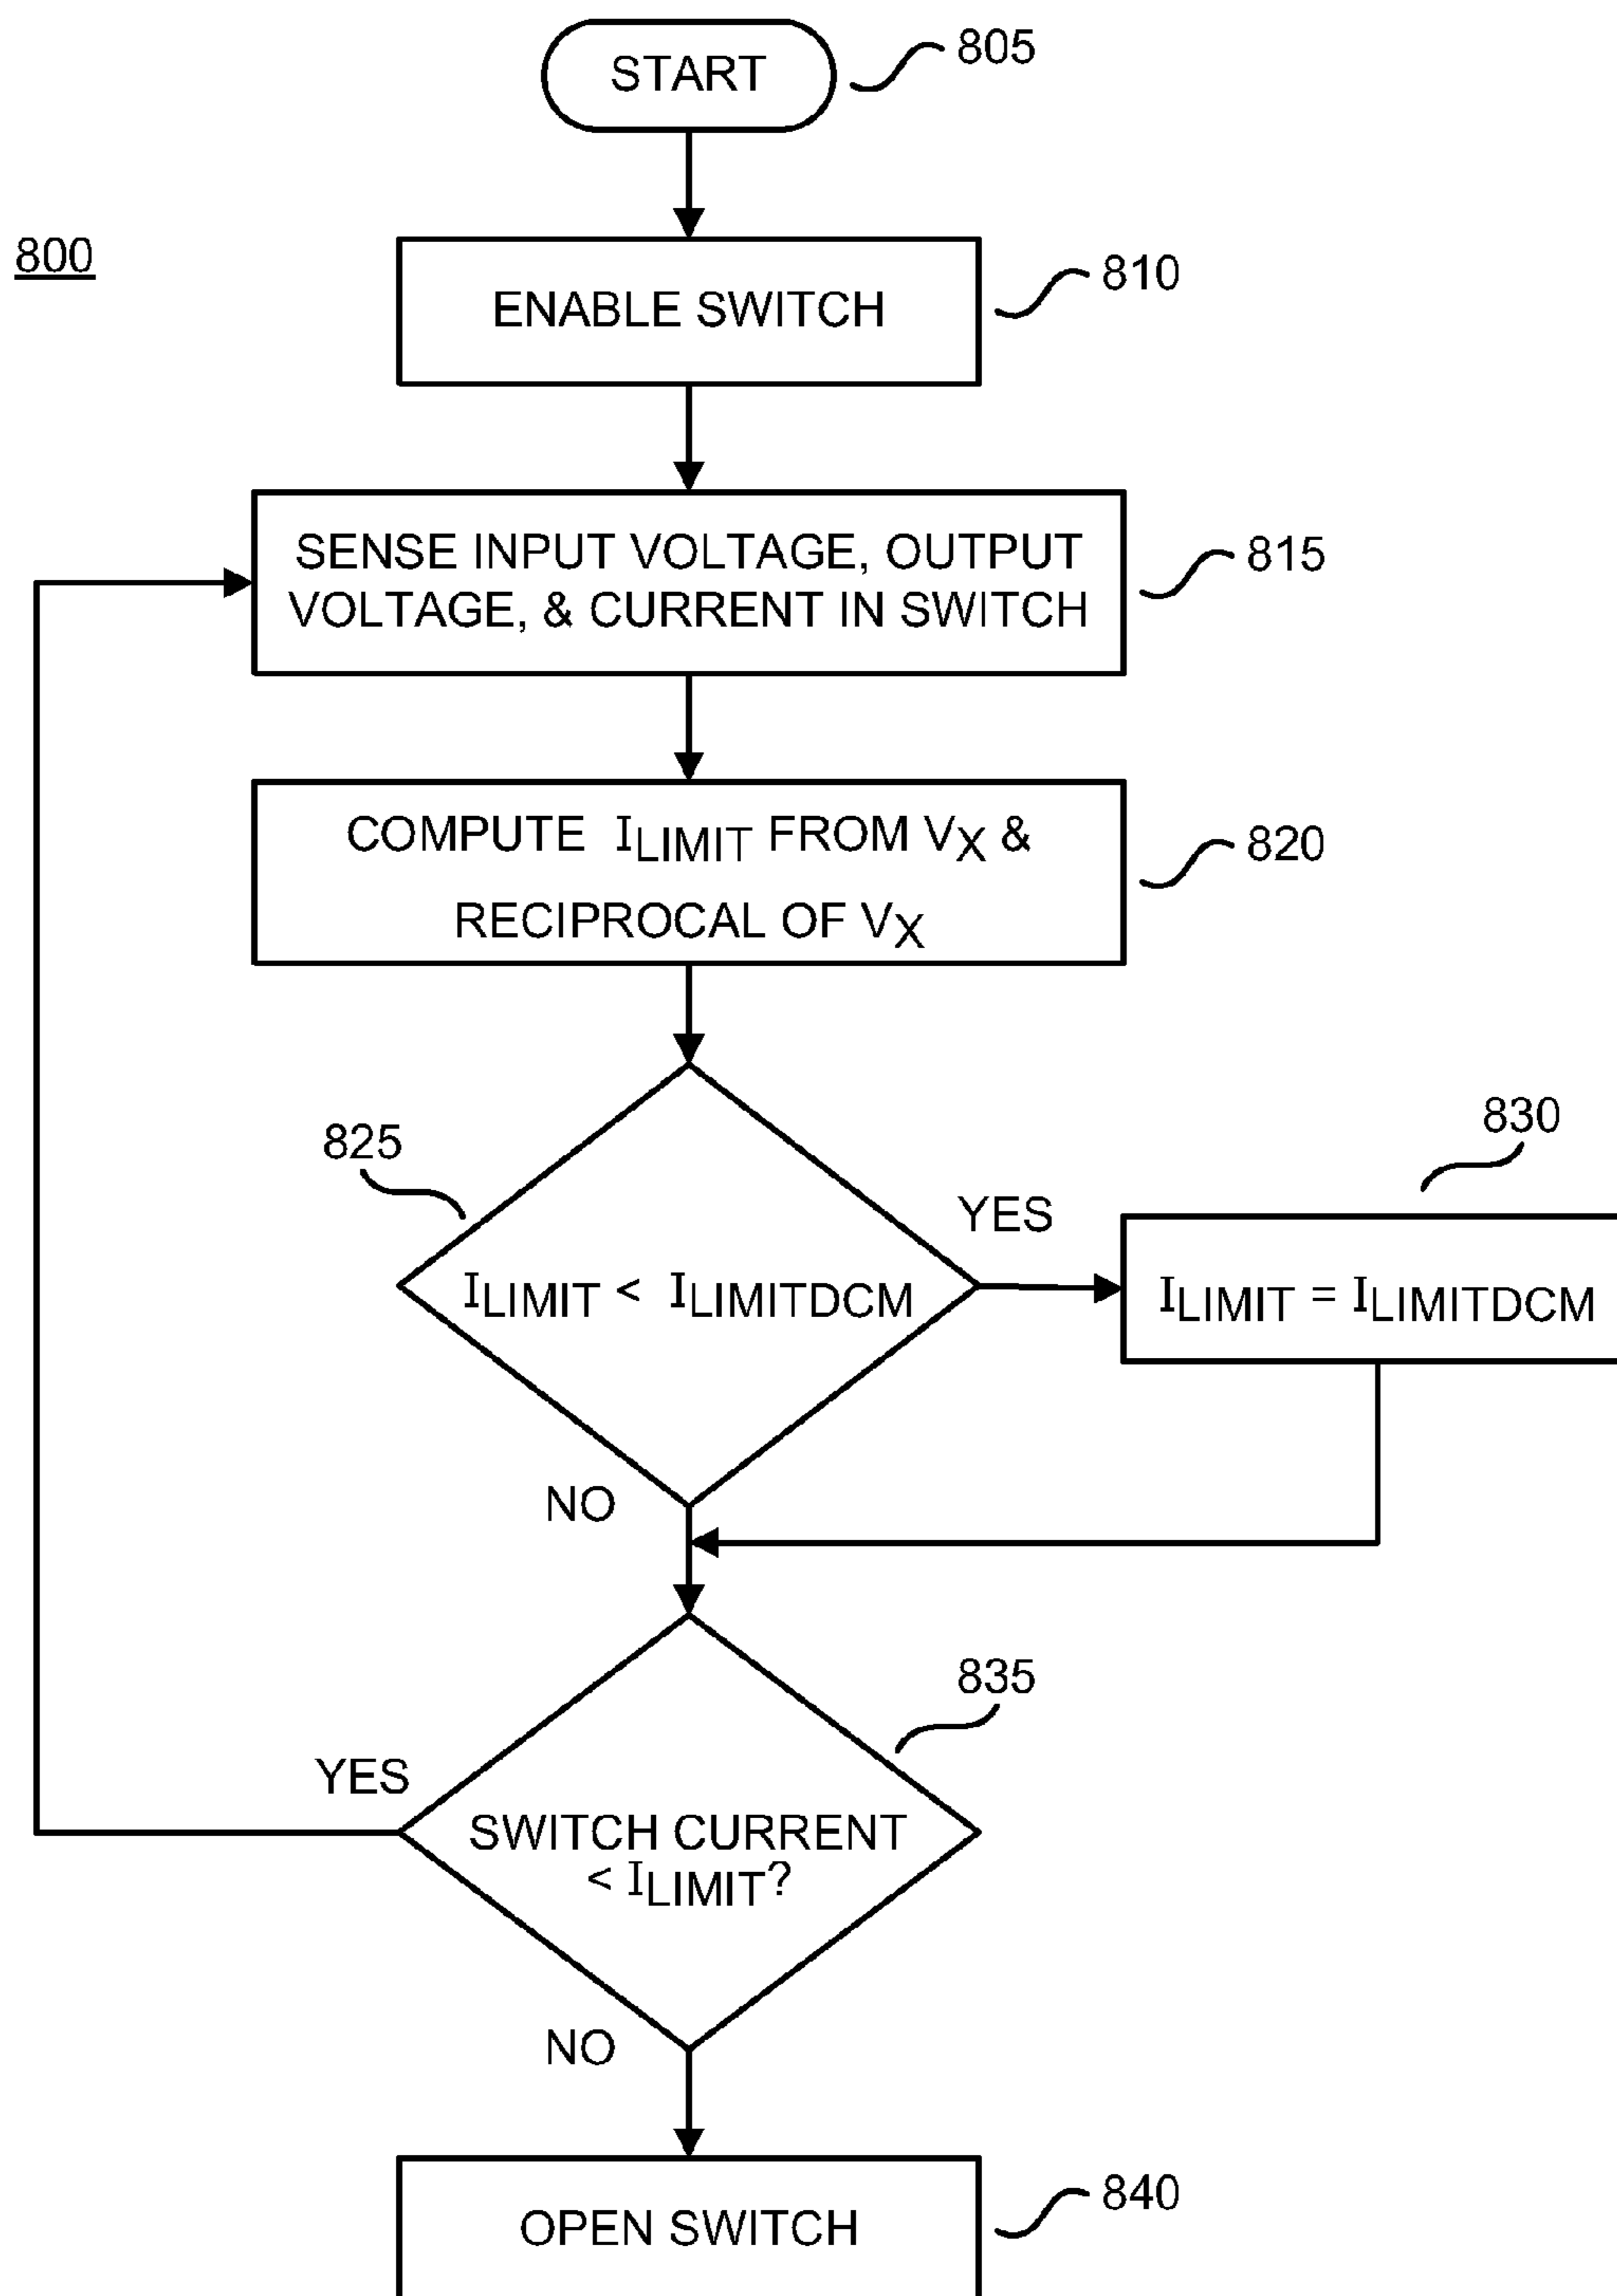 START
805
800
ENABLE SWITCH
810
SENSE INPUT VOLTAGE, OUTPUT
VOLTAGE, & CURRENT IN SWITCH
815
COMPUTE ILIMIT FROM VX &
RECIPROCAL OF VX
820
825
ILIMIT < ILIMITDCM
YES
830
ILIMIT = ILIMITDCM
NO
835
YES
SWITCH CURRENT
< ILIMIT?
NO
OPEN SWITCH
840